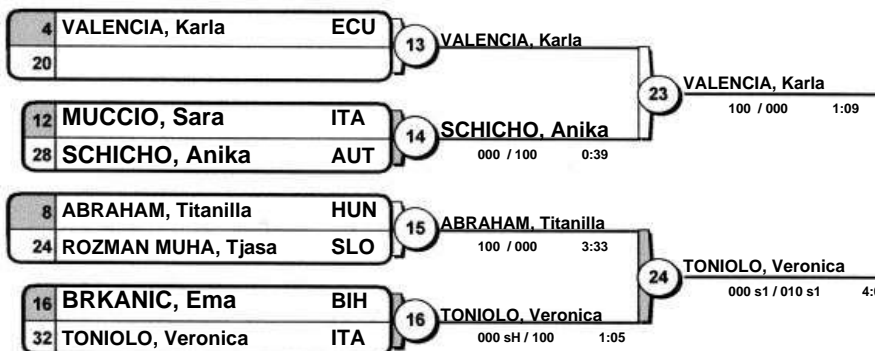 4 VALENCIA, Karla ECU
20
13
VALENCIA, Karla
12 MUCCIO, Sara ITA
28 SCHICHO, Anika AUT
14
SCHICHO, Anika
000 / 100 0:39
23
VALENCIA, Karla
100 / 000 1:09
8 ABRAHAM, Titanilla HUN
24 ROZMAN MUHA, Tjasa SLO
15
ABRAHAM, Titanilla
100 / 000 3:33
16 BRKANIC, Ema BIH
32 TONIOLO, Veronica ITA
16
TONIOLO, Veronica
000 sH / 100 1:05
24
TONIOLO, Veronica
000 s1 / 010 s1